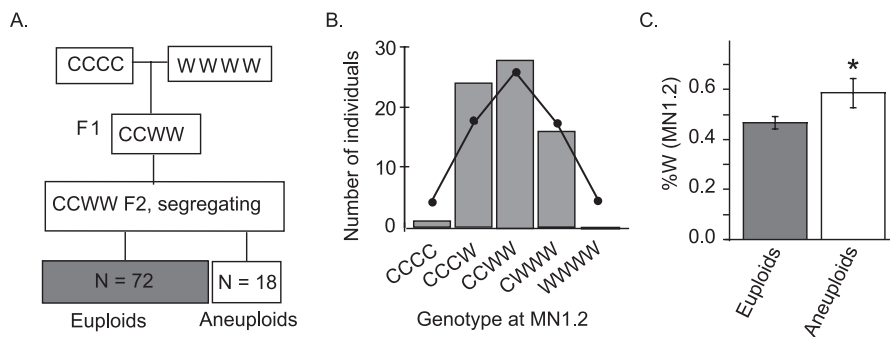 A.
CCCC
WWWW
F1
CCWW
CCWW F2, segregating
N = 72
N = 18
Euploids
Aneuploids
B.
Number of individuals
30
20
10
0
CCCC
CCCW
CCWW
CWWW
WWWW
Genotype at MN1.2
C.
%W (MN1.2)
0.6
0.4
0.2
0.0
*
Euploids
Aneuploids